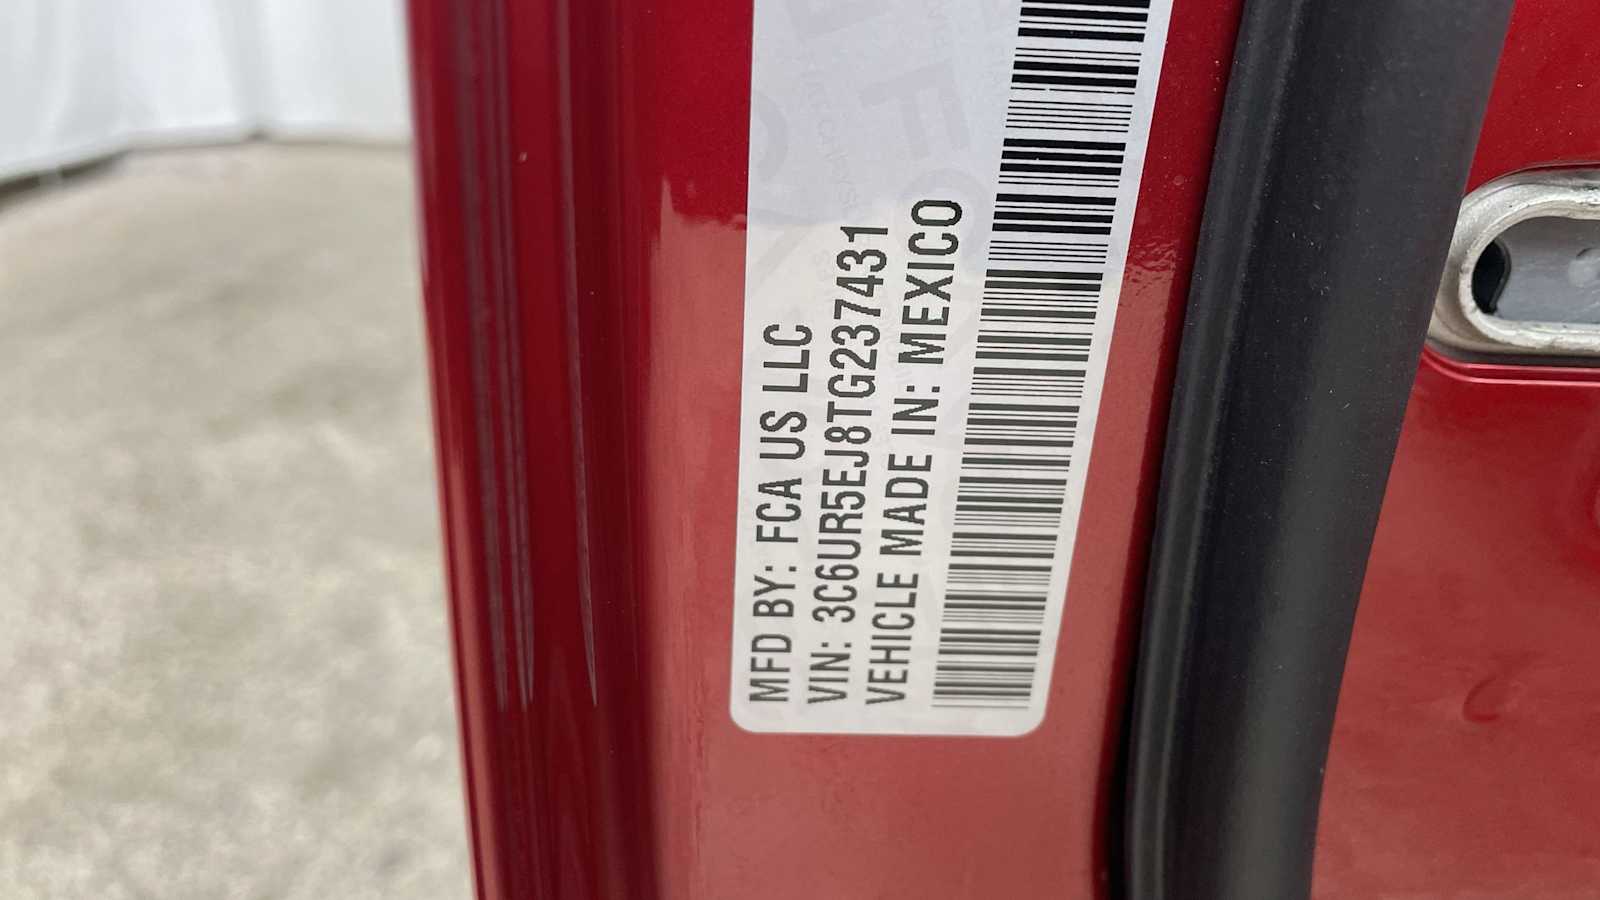 MFD BY: FCA US LLC
VIN: 3C6UR5EJ8TG237431
VEHICLE MADE IN: MEXICO